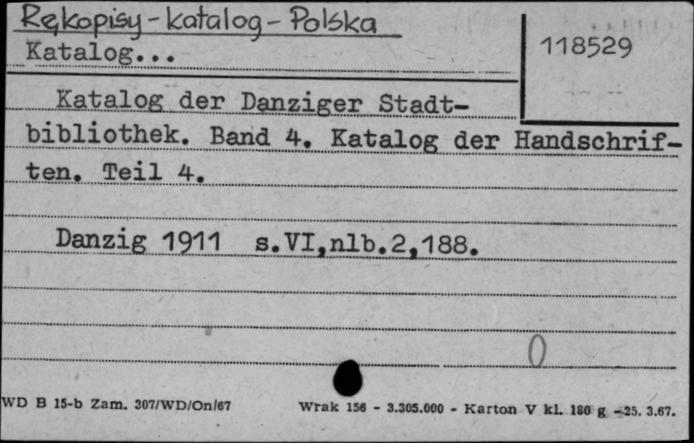 Rękopisy - katalog - Polska
Katalog...
118529
Katalog der Danziger Stadt-
bibliothek. Band 4. Katalog der Handschrif-
ten. Teil 4.
Danzig 1911 s.VI,nlb.2,188.
0
WD B 15-b Zam. 307/WD/On/67
Wrak 156 - 3.305.000 - Karton V kl. 180 g -25. 3.67.